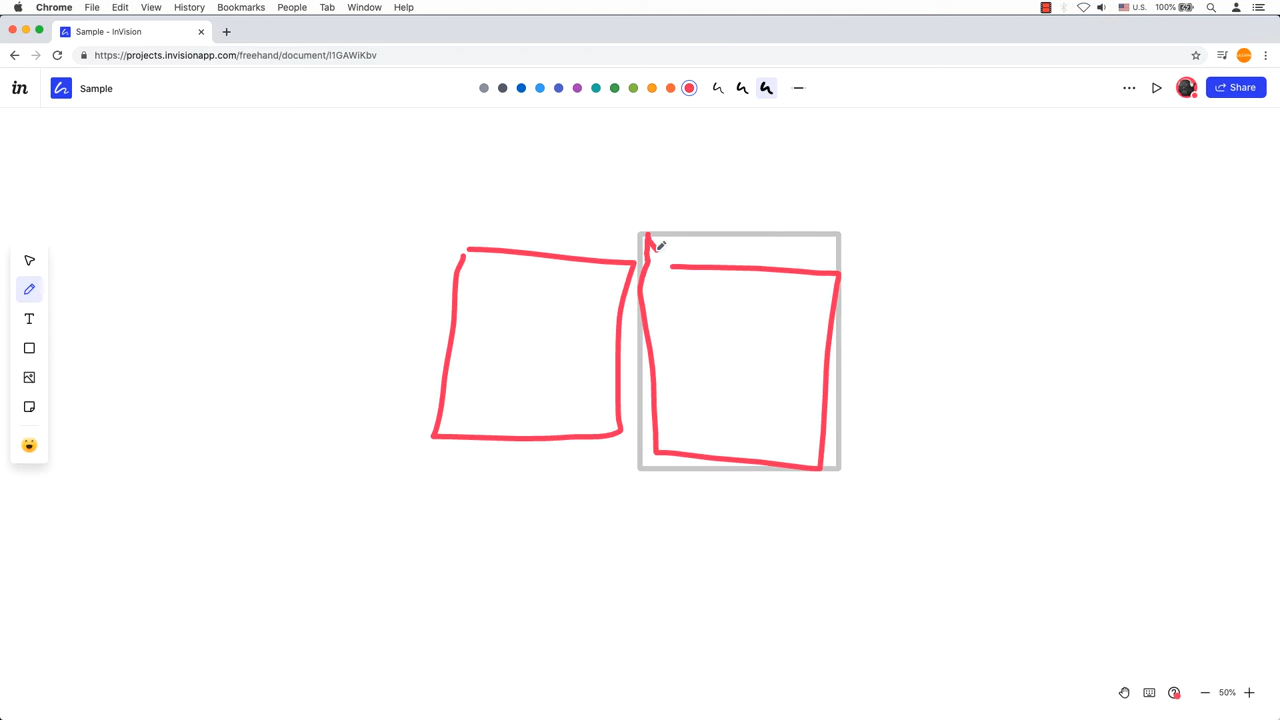 Chrome File Edit View History Bookmarks People Tab Window Help U.S. 100%
Sample - InVision
https://projects.invisionapp.com/freehand/document/l1GAWiKbv
in Sample Share
T
50%